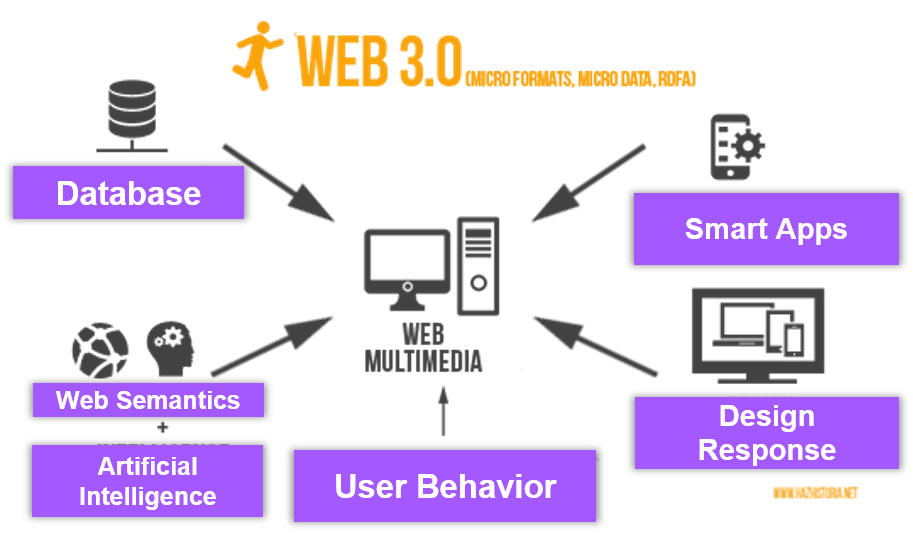 WEB 3.0 (MICRO FORMATS, MICRO DATA, RDFA)
Database
Smart Apps
WEB
MULTIMEDIA
Web Semantics
+
Artificial
Intelligence
User Behavior
Design
Response
WWW.HAZHISTORIA.NET